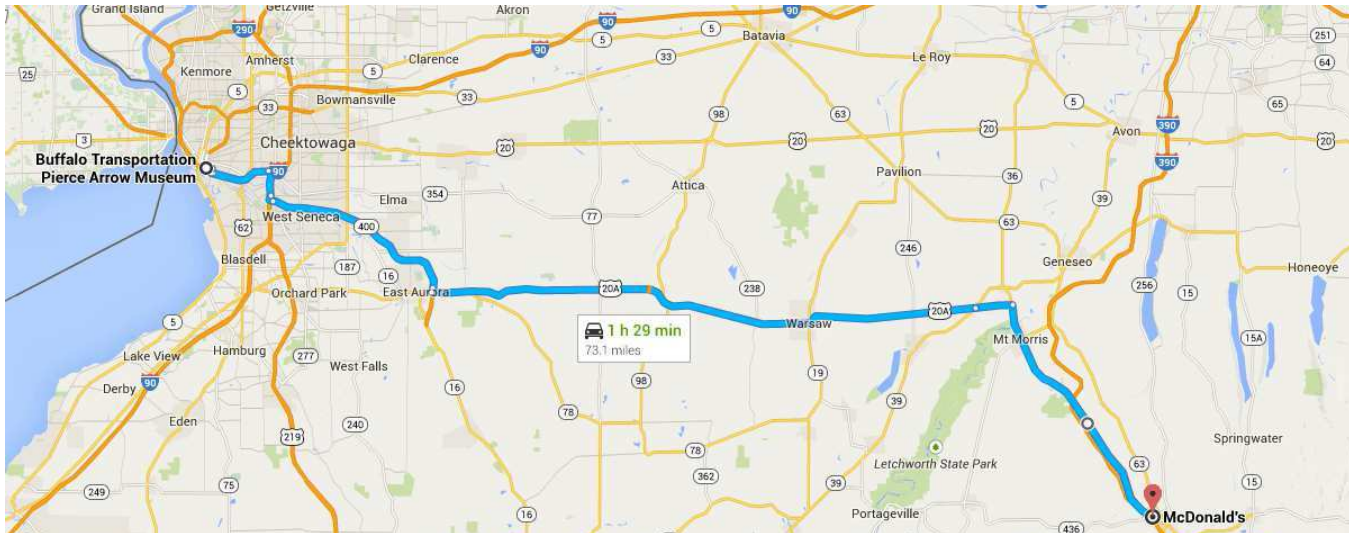 Grand Island
Getzville
Akron
90
290
90
5
5
Batavia
251
Amherst
Clarence
33
Le Roy
64
25
Kenmore
5
63
5
Bowmansville
33
65
33
98
3
Cheektowaga
20
20
20
Avon
390
Buffalo Transportation
Pierce Arrow Museum
90
20
390
Attica
Pavilion
36
39
354
Elma
West Seneca
77
63
62
400
246
Blasdell
187
16
238
Geneseo
Honeoye
East Aurora
20A
256
15
Orchard Park
20A
5
1 h 29 min
73.1 miles
Warsaw
Mt Morris
15A
Lake View
Hamburg
277
West Falls
19
Derby
90
16
98
39
Eden
240
78
219
78
Springwater
Letchworth State Park
63
249
75
362
39
15
16
Portageville
436
McDonald's